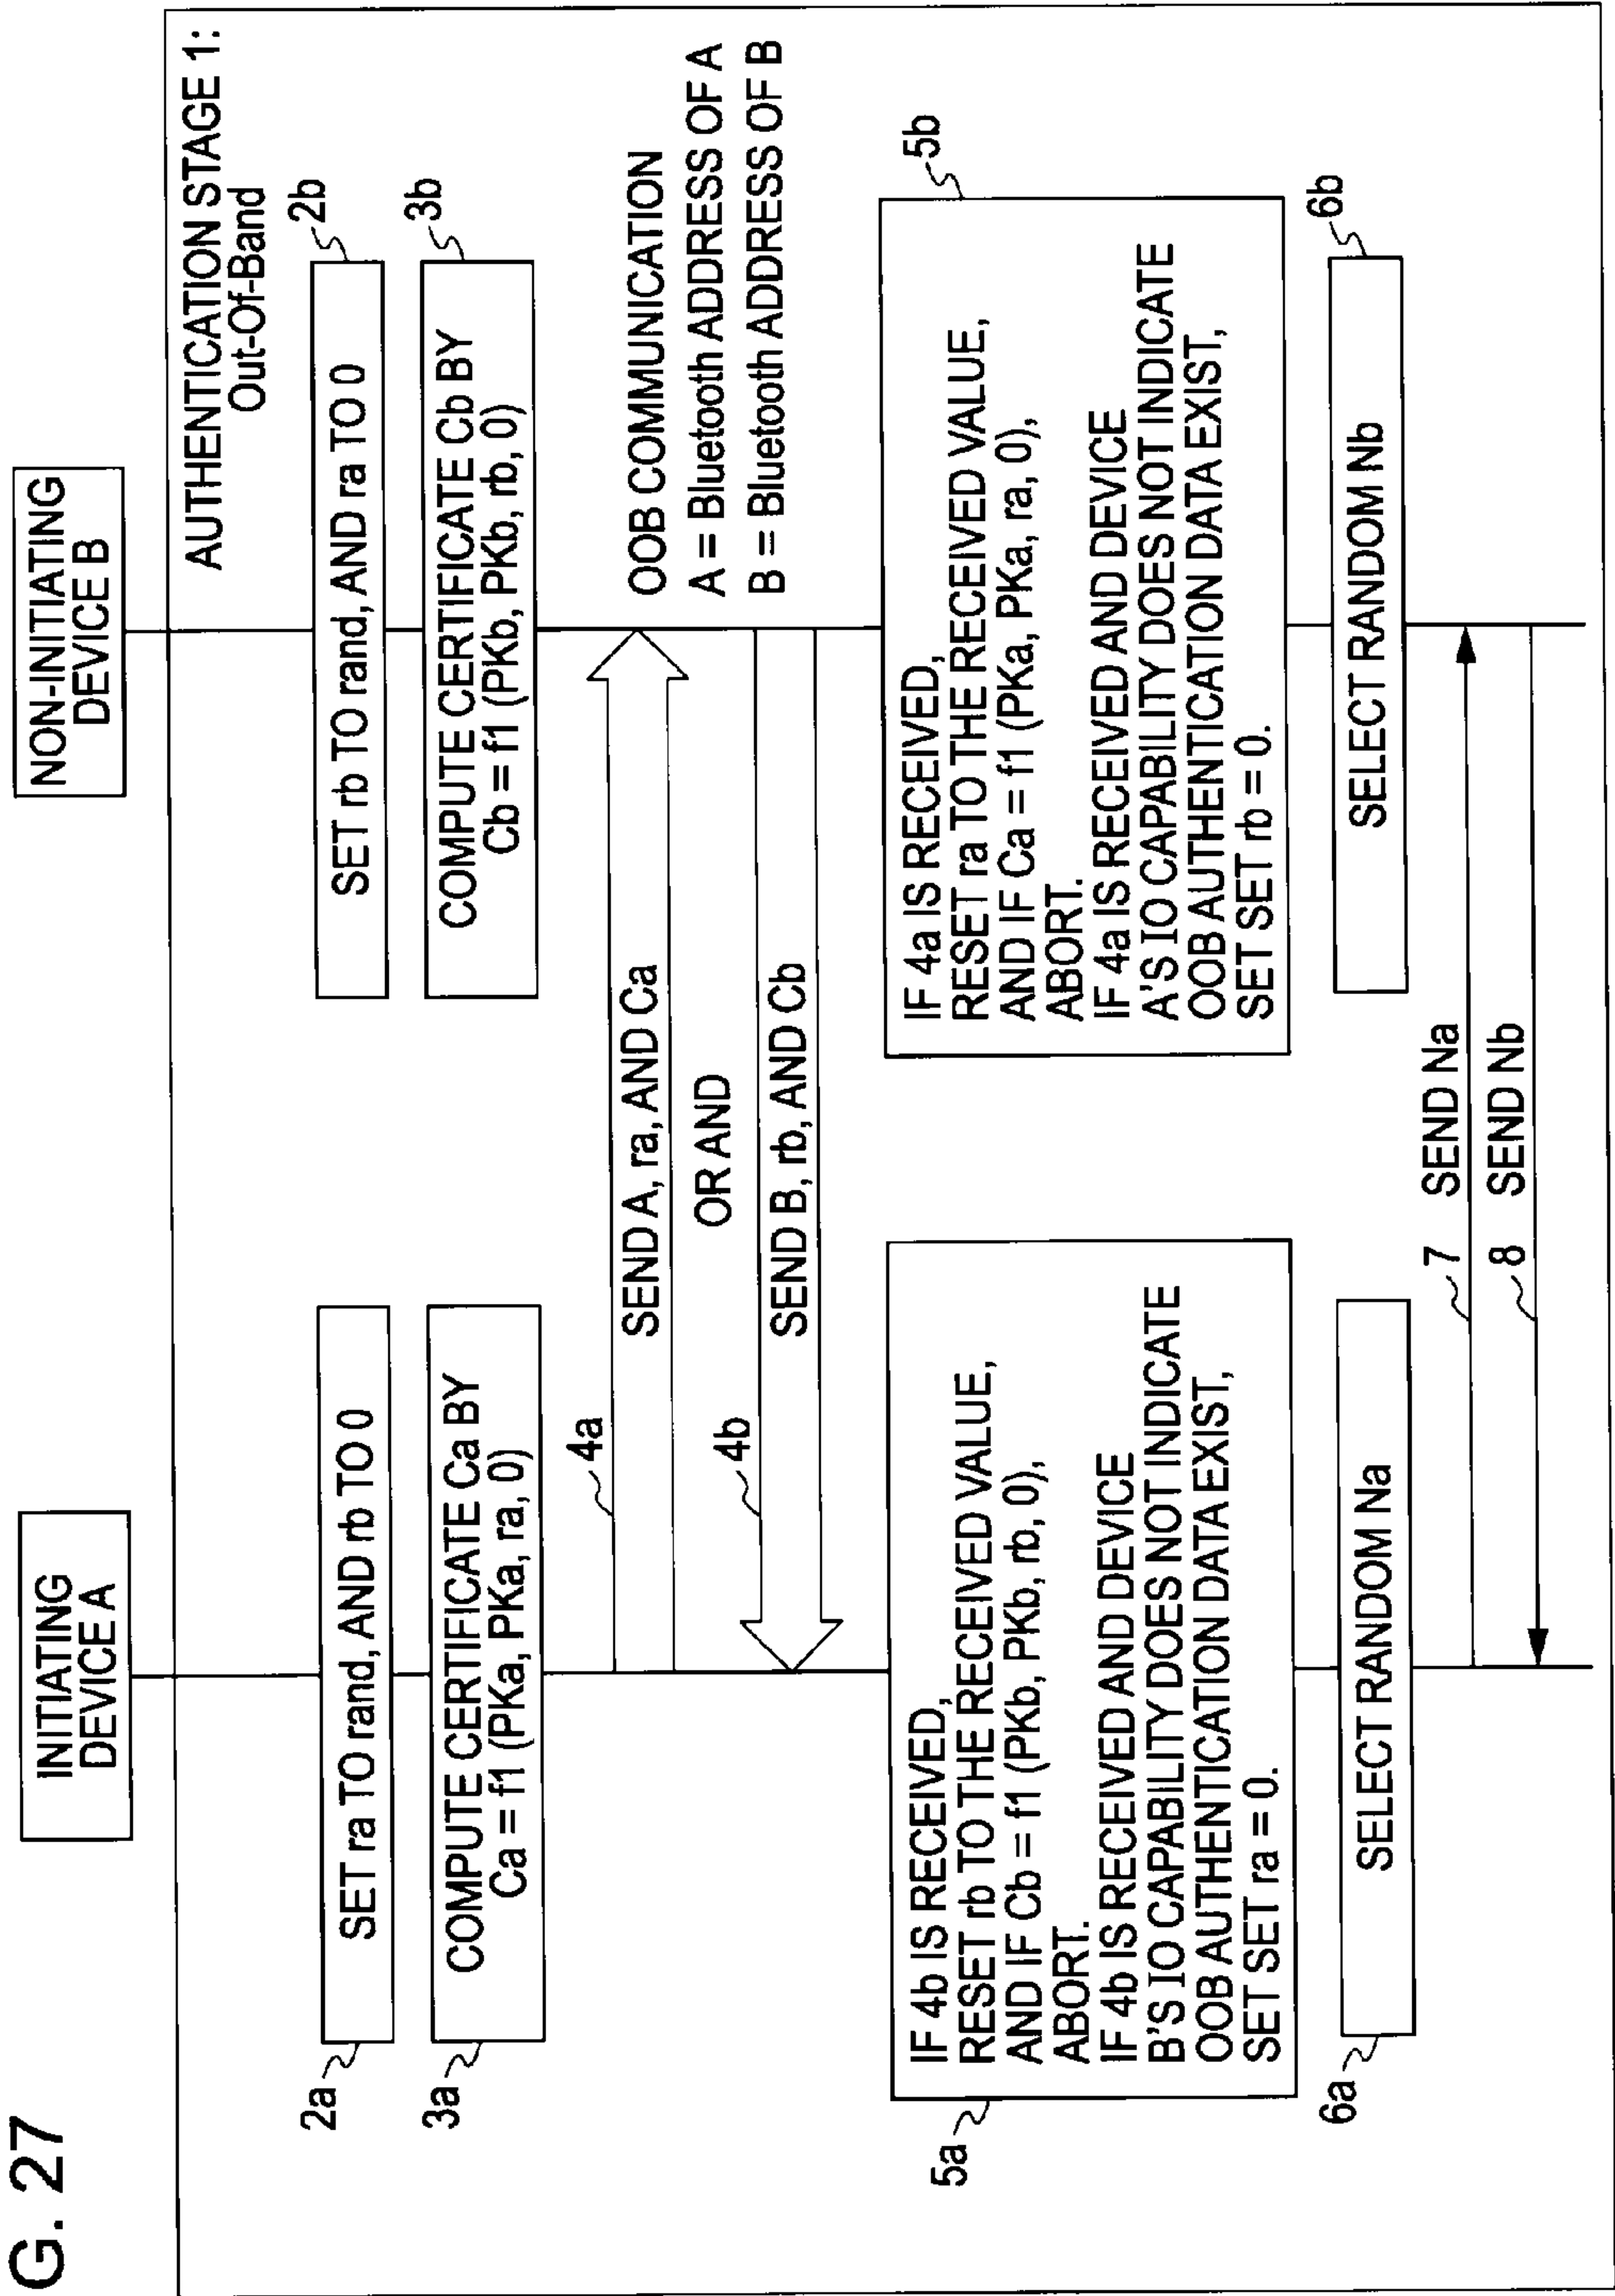 G. 27
INITIATING
DEVICE A
NON-INITIATING
DEVICE B
AUTHENTICATION STAGE 1:
Out-Of-Band
2a
SET ra TO rand, AND rb TO 0
SET rb TO rand, AND ra TO 0
2b
3a
COMPUTE CERTIFICATE Ca BY
Ca = f1 (PKa, PKa, ra, 0)
COMPUTE CERTIFICATE Cb BY
Cb = f1 (PKb, PKb, rb, 0)
3b
4a
SEND A, ra, AND Ca
OR AND
4b
SEND B, rb, AND Cb
OOB COMMUNICATION
A = Bluetooth ADDRESS OF A
B = Bluetooth ADDRESS OF B
5a
IF 4b IS RECEIVED,
RESET rb TO THE RECEIVED VALUE,
AND IF Cb = f1 (PKb, PKb, rb, 0),
ABORT.
IF 4b IS RECEIVED AND DEVICE
B'S IO CAPABILITY DOES NOT INDICATE
OOB AUTHENTICATION DATA EXIST,
SET SET ra = 0.
5b
IF 4a IS RECEIVED,
RESET ra TO THE RECEIVED VALUE,
AND IF Ca = f1 (PKa, PKa, ra, 0),
ABORT.
IF 4a IS RECEIVED AND DEVICE
A'S IO CAPABILITY DOES NOT INDICATE
OOB AUTHENTICATION DATA EXIST,
SET SET rb = 0.
6a
SELECT RANDOM Na
SELECT RANDOM Nb
6b
7 SEND Na
8 SEND Nb